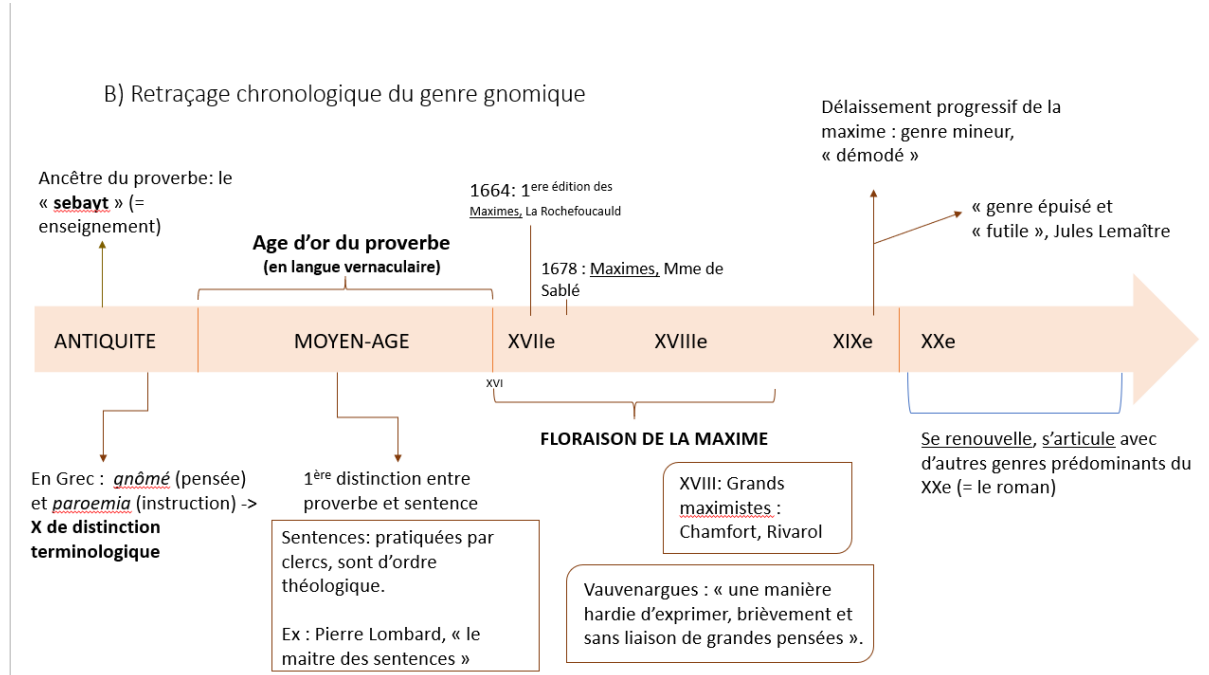 B) Retraçage chronologique du genre gnomique
Délaissement progressif de la
maxime : genre mineur,
« démodé »
« genre épuisé et
« futile », Jules Lemaître
Ancêtre du proverbe: le
« sebayt » (=
enseignement)
Age d’or du proverbe
(en langue vernaculaire)
1664: 1ere édition des
Maximes, La Rochefoucauld
1678 : Maximes, Mme de
Sablé
ANTIQUITE
MOYEN-AGE
XVIIe
XVIIIe
XIXe
XXe
XVI
En Grec : gnômé (pensée)
et paroemia (instruction) ->
X de distinction
terminologique
1ère distinction entre
proverbe et sentence
Sentences: pratiquées par
clercs, sont d’ordre
théologique.
Ex : Pierre Lombard, « le
maitre des sentences »
FLORAISON DE LA MAXIME
XVIII: Grands
maximistes :
Chamfort, Rivarol
Vauvenargues : « une manière
hardie d’exprimer, brièvement et
sans liaison de grandes pensées ».
Se renouvelle, s’articule avec
d’autres genres prédominants du
XXe (= le roman)